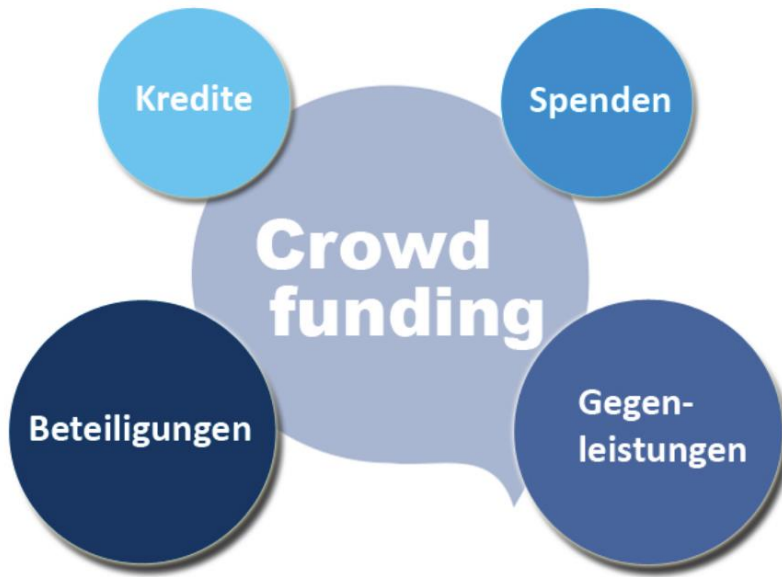 Kredite
Spenden
Crowd
funding
Beteiligungen
Gegen-
leistungen